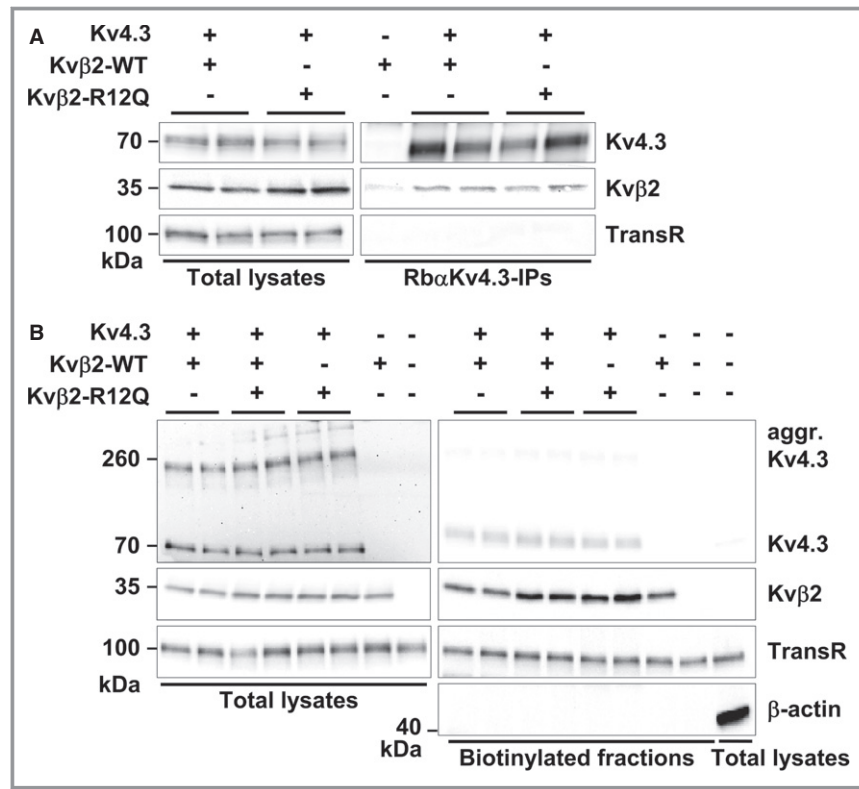 A
Kv4.3 + + - + +
Kvβ2-WT + - + + -
Kvβ2-R12Q - + - - +
70 Kv4.3
35 Kvβ2
100 TransR
kDa
Total lysates RbαKv4.3-IPs
B
Kv4.3 + + + - - + + + - - -
Kvβ2-WT + + - + - + + - + - -
Kvβ2-R12Q - + + - - - + + - - -
aggr.
260 Kv4.3
70 Kv4.3
35 Kvβ2
100 TransR
kDa
Total lysates
β-actin
40
kDa
Biotinylated fractions Total lysates